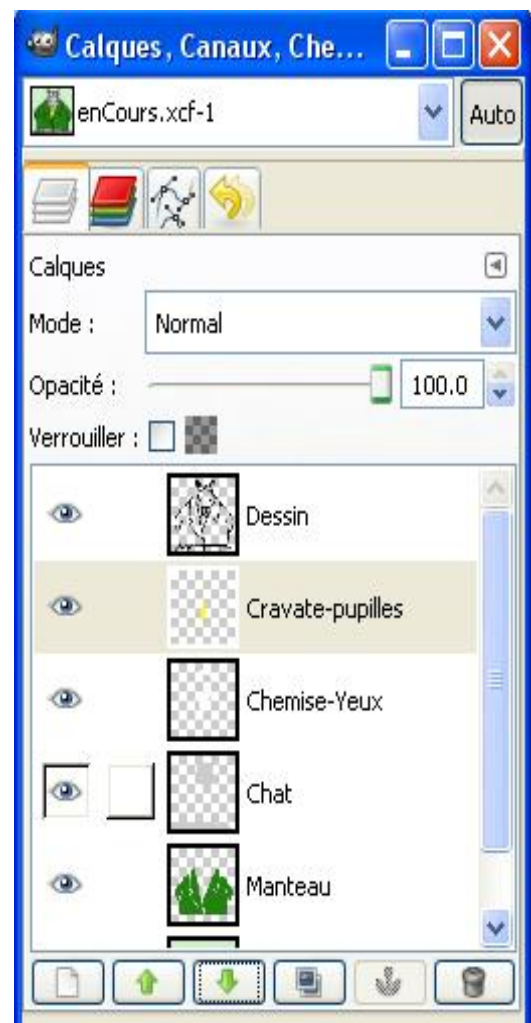 Calques, Canaux, Che...
enCours.xcf-1
Auto
Calques
Mode :
Normal
Opacité :
100.0
Verrouiller :
Dessin
Cravate-pupilles
Chemise-Yeux
Chat
Manteau